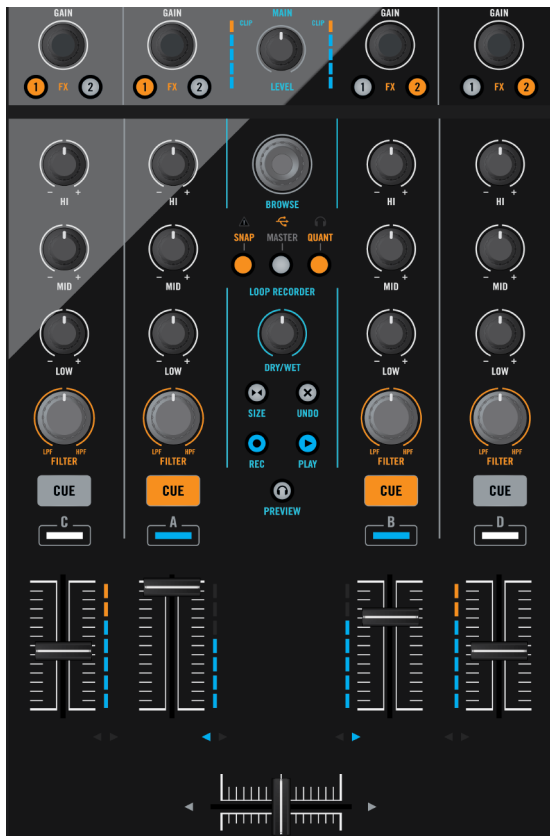 GAIN GAIN MAIN GAIN GAIN
CLIP CLIP
1 FX 2 1 FX 2 LEVEL 1 FX 2 1 FX 2
- + - + - + - +
HI HI BROWSE HI HI
SNAP MASTER QUANT
- + - + - + - +
MID MID LOOP RECORDER MID MID
- + - + - + - +
LOW LOW DRY/WET LOW LOW
SIZE UNDO
LPF HPF LPF HPF LPF HPF LPF HPF
FILTER FILTER REC PLAY FILTER FILTER
CUE CUE CUE CUE
PREVIEW
C A B D